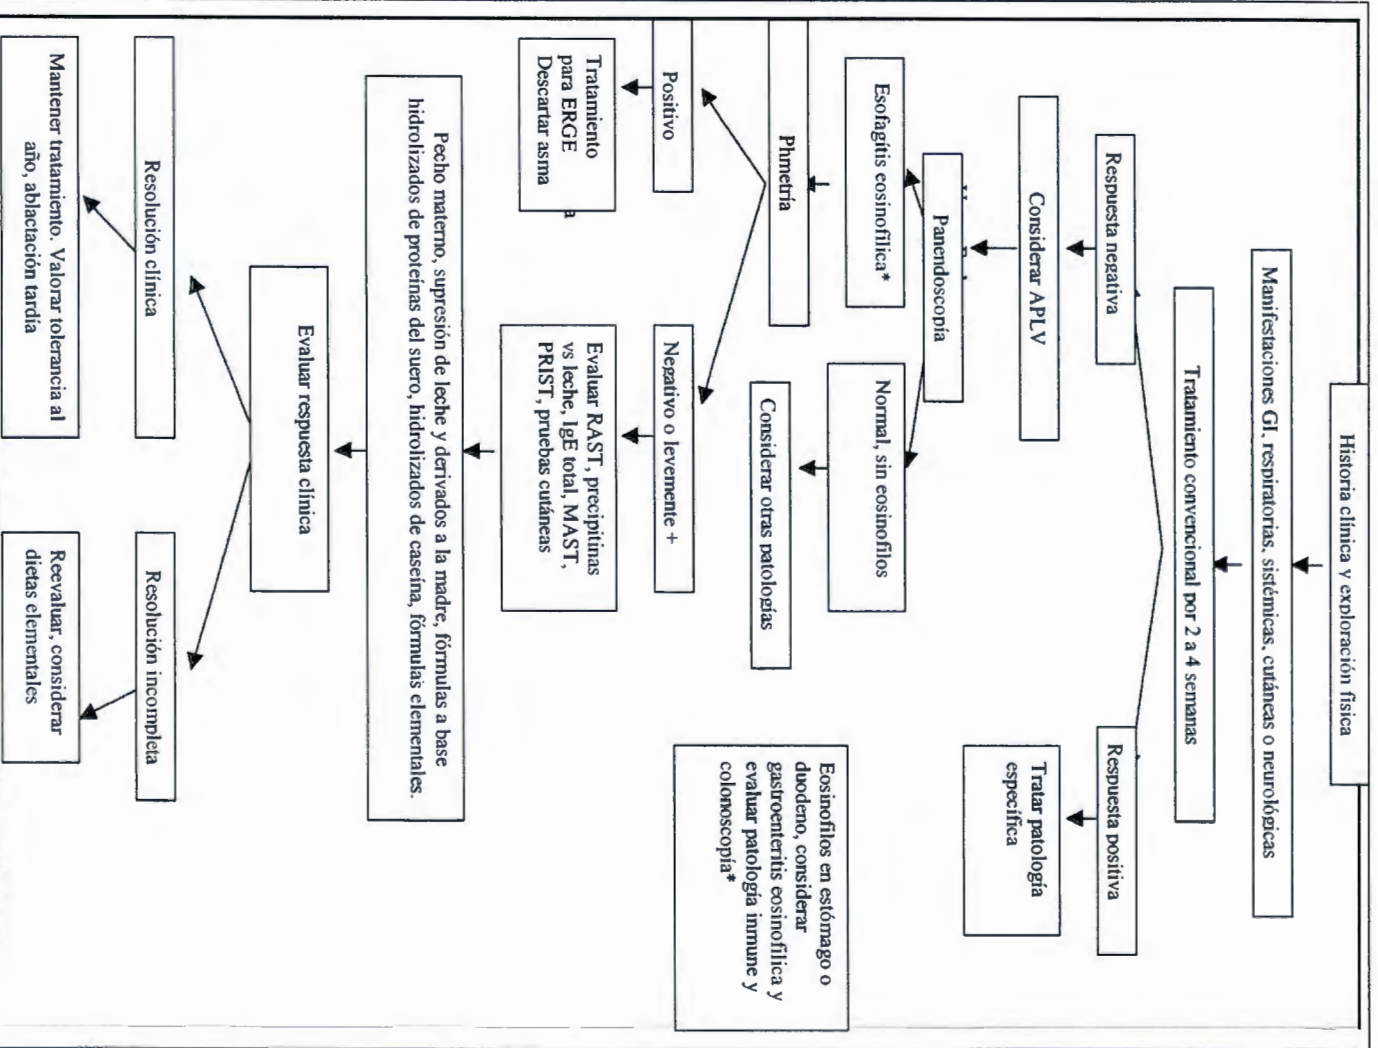 Historia clínica y exploración física
Manifestaciones GI, respiratorias, sistémicas, cutáneas o neurológicas
Tratamiento convencional por 2 a 4 semanas
Respuesta negativa
Respuesta positiva
Considerar APLV
Tratar patología
específica
Panendoscopía
Esofagítis eosinofílica*
Normal, sin eosinofilos
Eosinofilos en estómago o
duodeno, considerar
gastroenteritis eosinofílica y
evaluar patología inmune y
colonoscopía*
Phmetría
Considerar otras patologías
Positivo
Negativo o levemente +
Tratamiento
para ERGE
Descartar asma
a
Evaluar RAST, precipitinas
vs leche, IgE total, MAST,
PRIST, pruebas cutáneas
Pecho materno, supresión de leche y derivados a la madre, fórmulas a base
hidrolizados de proteínas del suero, hidrolizados de caseína, fórmulas elementales.
Evaluar respuesta clínica
Resolución clínica
Resolución incompleta
Mantener tratamiento. Valorar tolerancia al
año, ablactación tardía
Reevaluar, considerar
dietas elementales